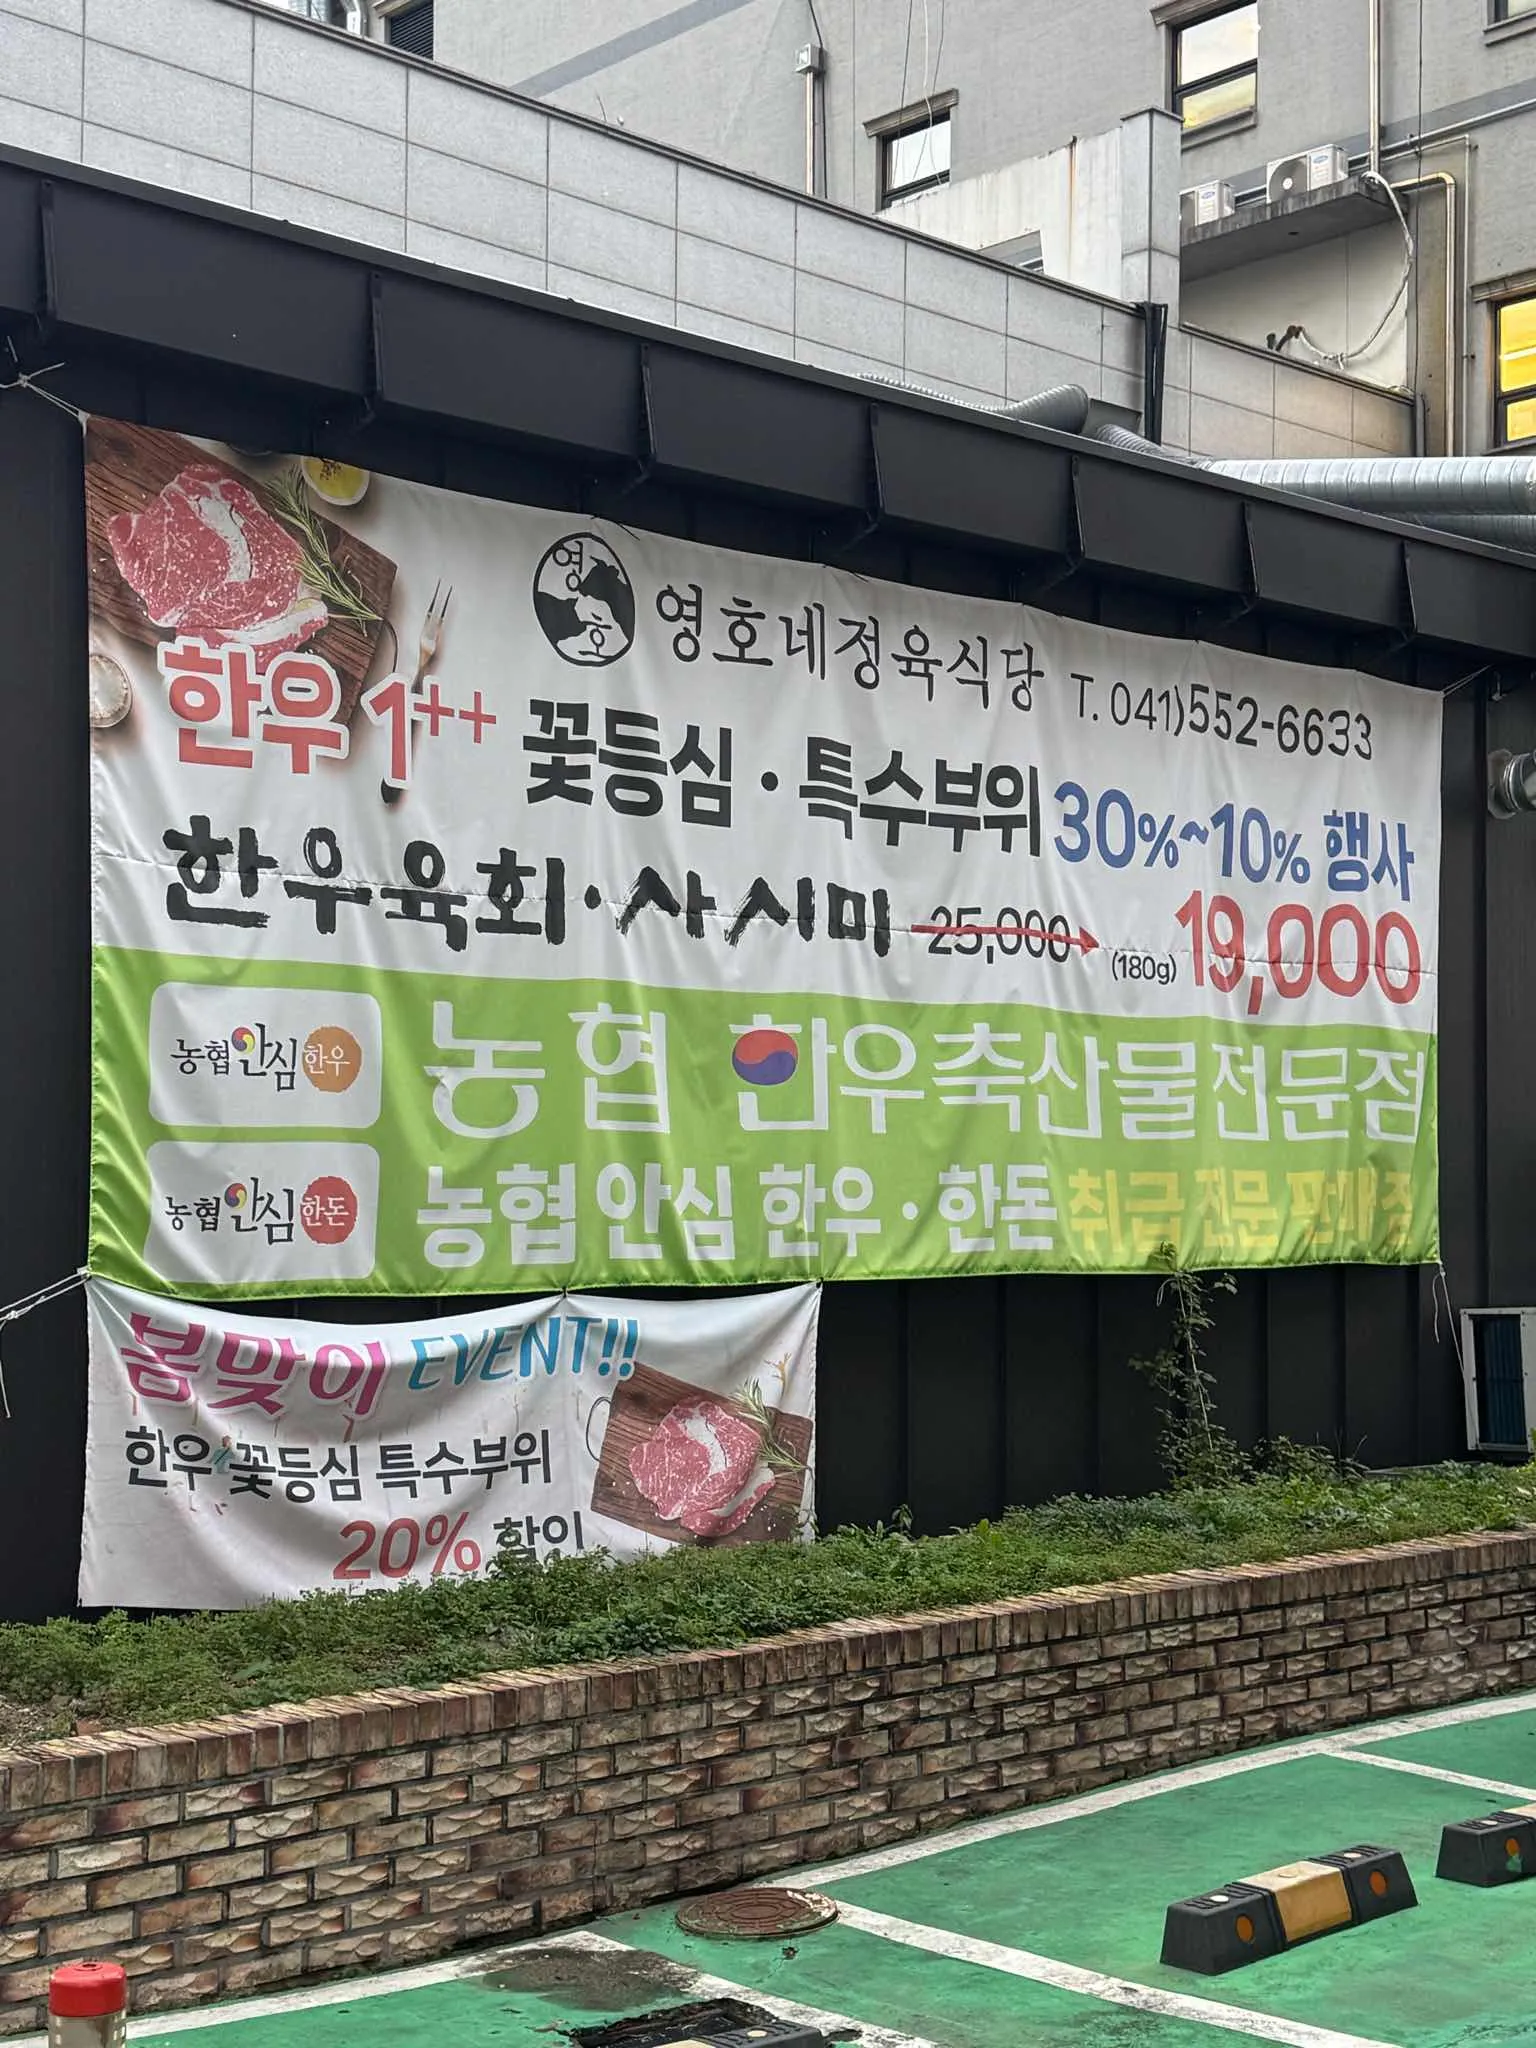 영호
영호네정육식당 T. 041)552-6633
한우 1++ 꽃등심·특수부위 30%~10% 행사
한우육회·사시미 25,000 (180g) 19,000
농협안심한우
농협 한우축산물전문점
농협안심한돈
농협 안심 한우·한돈 취급 전문 판매중
봄맞이 EVENT!!
한우 꽃등심 특수부위
20% 할인